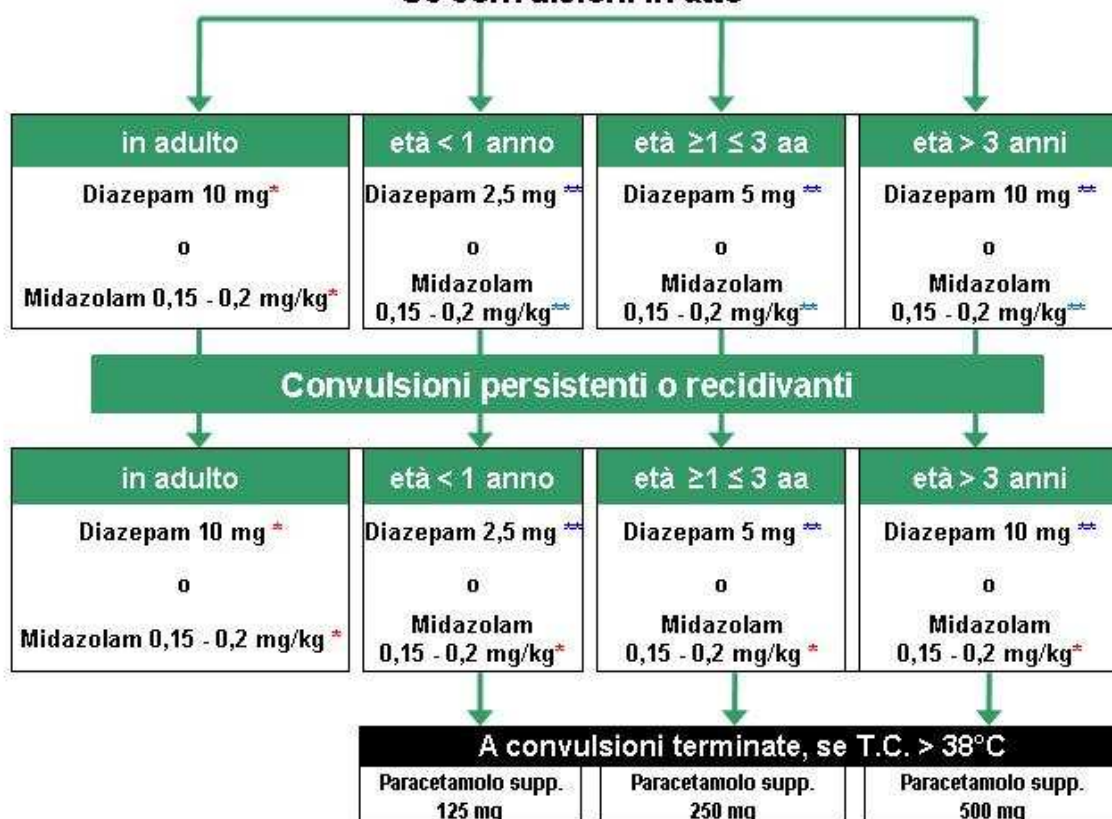 in adulto
età < 1 anno
età ≥1 ≤ 3 aa
età > 3 anni
Diazepam 10 mg*
o
Midazolam 0,15 - 0,2 mg/kg*
Diazepam 2,5 mg **
o
Midazolam
0,15 - 0,2 mg/kg**
Diazepam 5 mg **
o
Midazolam
0,15 - 0,2 mg/kg**
Diazepam 10 mg **
o
Midazolam
0,15 - 0,2 mg/kg**
Convulsioni persistenti o recidivanti
in adulto
età < 1 anno
età ≥1 ≤ 3 aa
età > 3 anni
Diazepam 10 mg *
o
Midazolam 0,15 - 0,2 mg/kg *
Diazepam 2,5 mg **
o
Midazolam
0,15 - 0,2 mg/kg*
Diazepam 5 mg **
o
Midazolam
0,15 - 0,2 mg/kg *
Diazepam 10 mg **
o
Midazolam
0,15 - 0,2 mg/kg*
A convulsioni terminate, se T.C. > 38°C
Paracetamolo supp.
125 mg
Paracetamolo supp.
250 mg
Paracetamolo supp.
500 mg